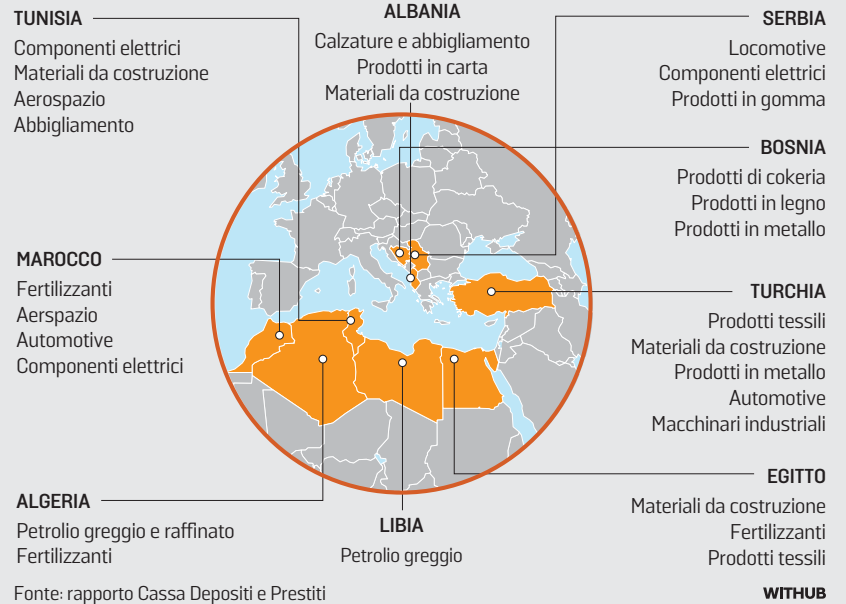 TUNISIA
Componenti elettrici
Materiali da costruzione
Aerospazio
Abbigliamento
ALBANIA
Calzature e abbigliamento
Prodotti in carta
Materiali da costruzione
SERBIA
Locomotive
Componenti elettrici
Prodotti in gomma
BOSNIA
Prodotti di cokeria
Prodotti in legno
Prodotti in metallo
MAROCCO
Fertilizzanti
Aerspazio
Automotive
Componenti elettrici
TURCHIA
Prodotti tessili
Materiali da costruzione
Prodotti in metallo
Automotive
Macchinari industriali
ALGERIA
Petrolio greggio e raffinato
Fertilizzanti
LIBIA
Petrolio greggio
EGITTO
Materiali da costruzione
Fertilizzanti
Prodotti tessili
Fonte: rapporto Cassa Depositi e Prestiti
WITHUB